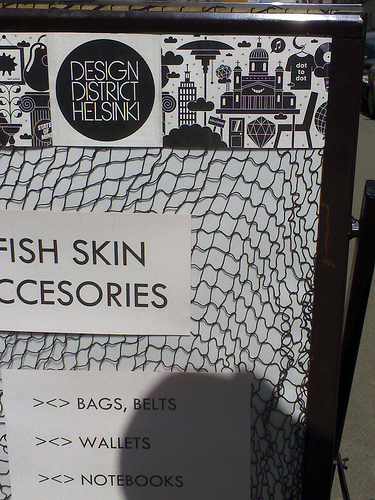 DESIGN
DISTRICT
HELSINKI
dot
to
dot
FISH SKIN
CCESORIES
><> BAGS, BELTS
><> WALLETS
><> NOTEBOOKS